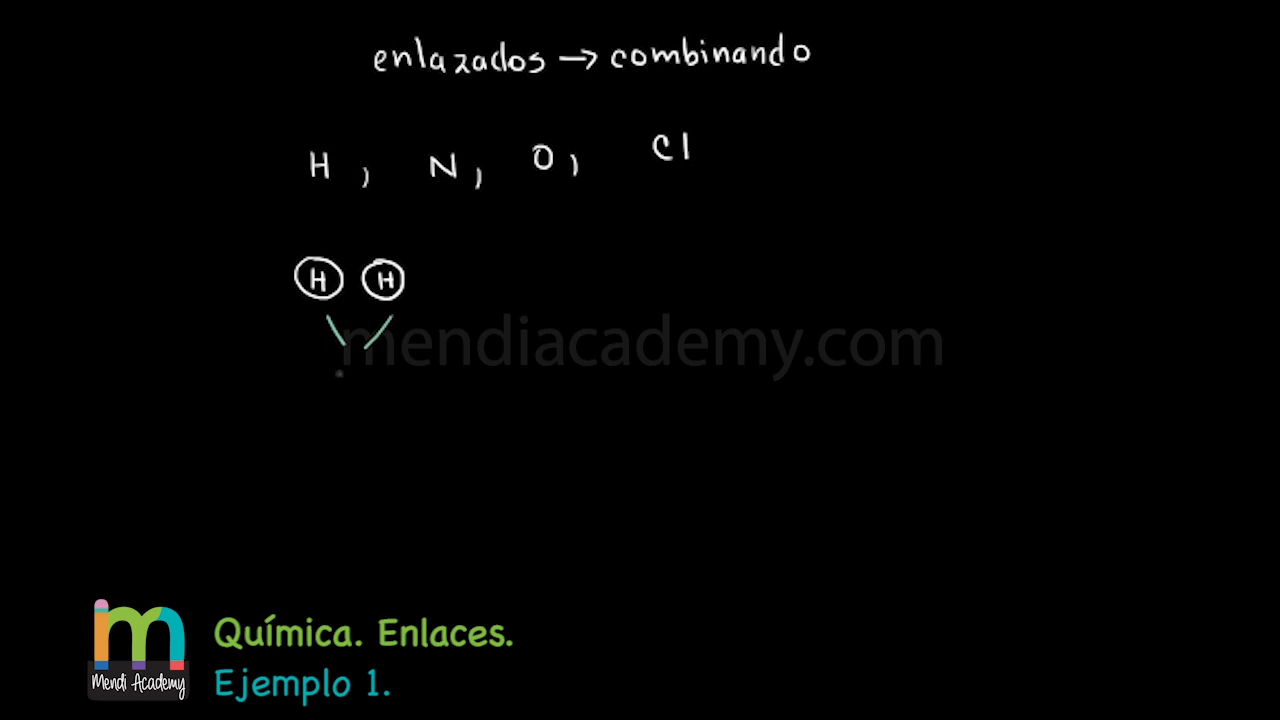 enlazados → combinando
H, N, O, Cl
H H
mendiacademy.com
Química. Enlaces.
Mendi Academy
Ejemplo 1.